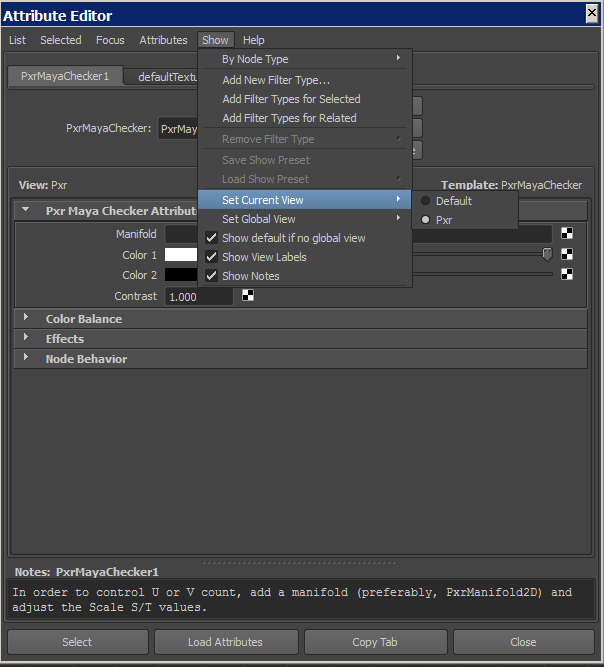 Attribute Editor
List Selected Focus Attributes Show Help
PxrMayaChecker1 defaultTextu
By Node Type
Add New Filter Type...
Add Filter Types for Selected
Add Filter Types for Related
Remove Filter Type
Save Show Preset
Load Show Preset
Set Current View
Set Global View
Show default if no global view
Show View Labels
Show Notes
Default
Pxr
PxrMayaChecker: PxrMay
View: Pxr Template: PxrMayaChecker
Pxr Maya Checker Attribut
Manifold
Color 1
Color 2
Contrast 1.000
Color Balance
Effects
Node Behavior
Notes: PxrMayaChecker1
In order to control U or V count, add a manifold (preferably, PxrManifold2D) and
adjust the Scale S/T values.
Select Load Attributes Copy Tab Close